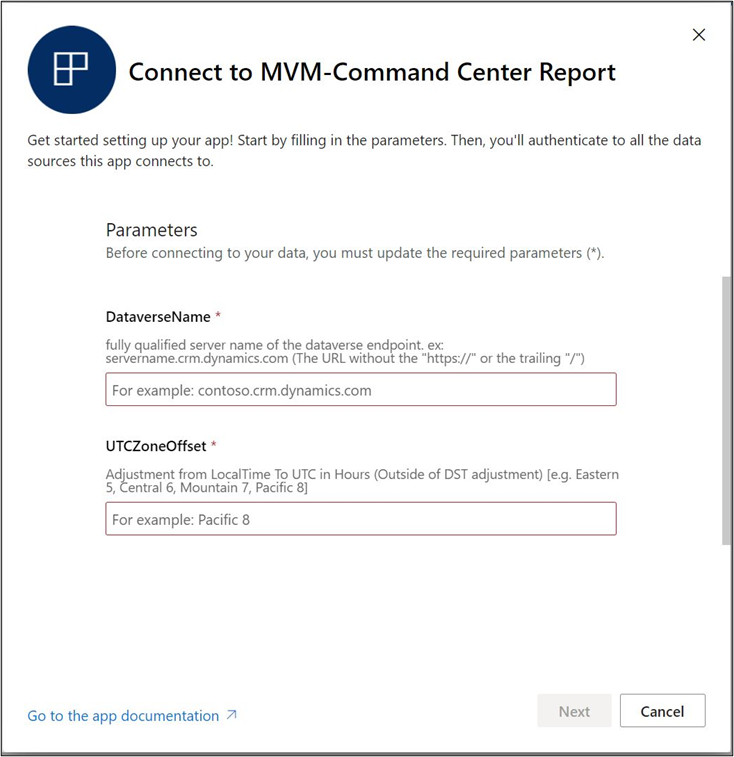 Connect to MVM-Command Center Report
Get started setting up your app! Start by filling in the parameters. Then, you'll authenticate to all the data
sources this app connects to.
Parameters
Before connecting to your data, you must update the required parameters (*).
DataverseName *
fully qualified server name of the dataverse endpoint. ex:
servername.crm.dynamics.com (The URL without the "https://" or the trailing "/")
For example: contoso.crm.dynamics.com
UTCZoneOffset *
Adjustment from LocalTime To UTC in Hours (Outside of DST adjustment) [e.g. Eastern
5, Central 6, Mountain 7, Pacific 8]
For example: Pacific 8
Go to the app documentation
Next
Cancel